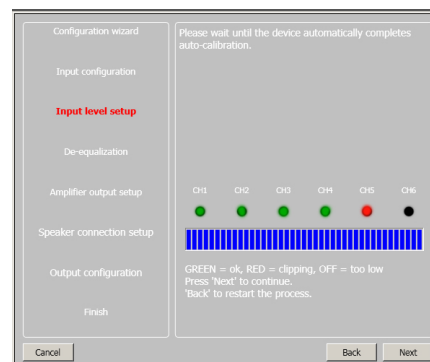 Configuration wizard
Input configuration
Input level setup
De-equalization
Amplifier output setup
Speaker connection setup
Output configuration
Finish
Please wait until the device automatically completes
auto-calibration.
CH1 CH2 CH3 CH4 CH5 CH6
GREEN = ok, RED = clipping, OFF = too low
Press 'Next' to continue.
'Back' to restart the process.
Cancel Back Next